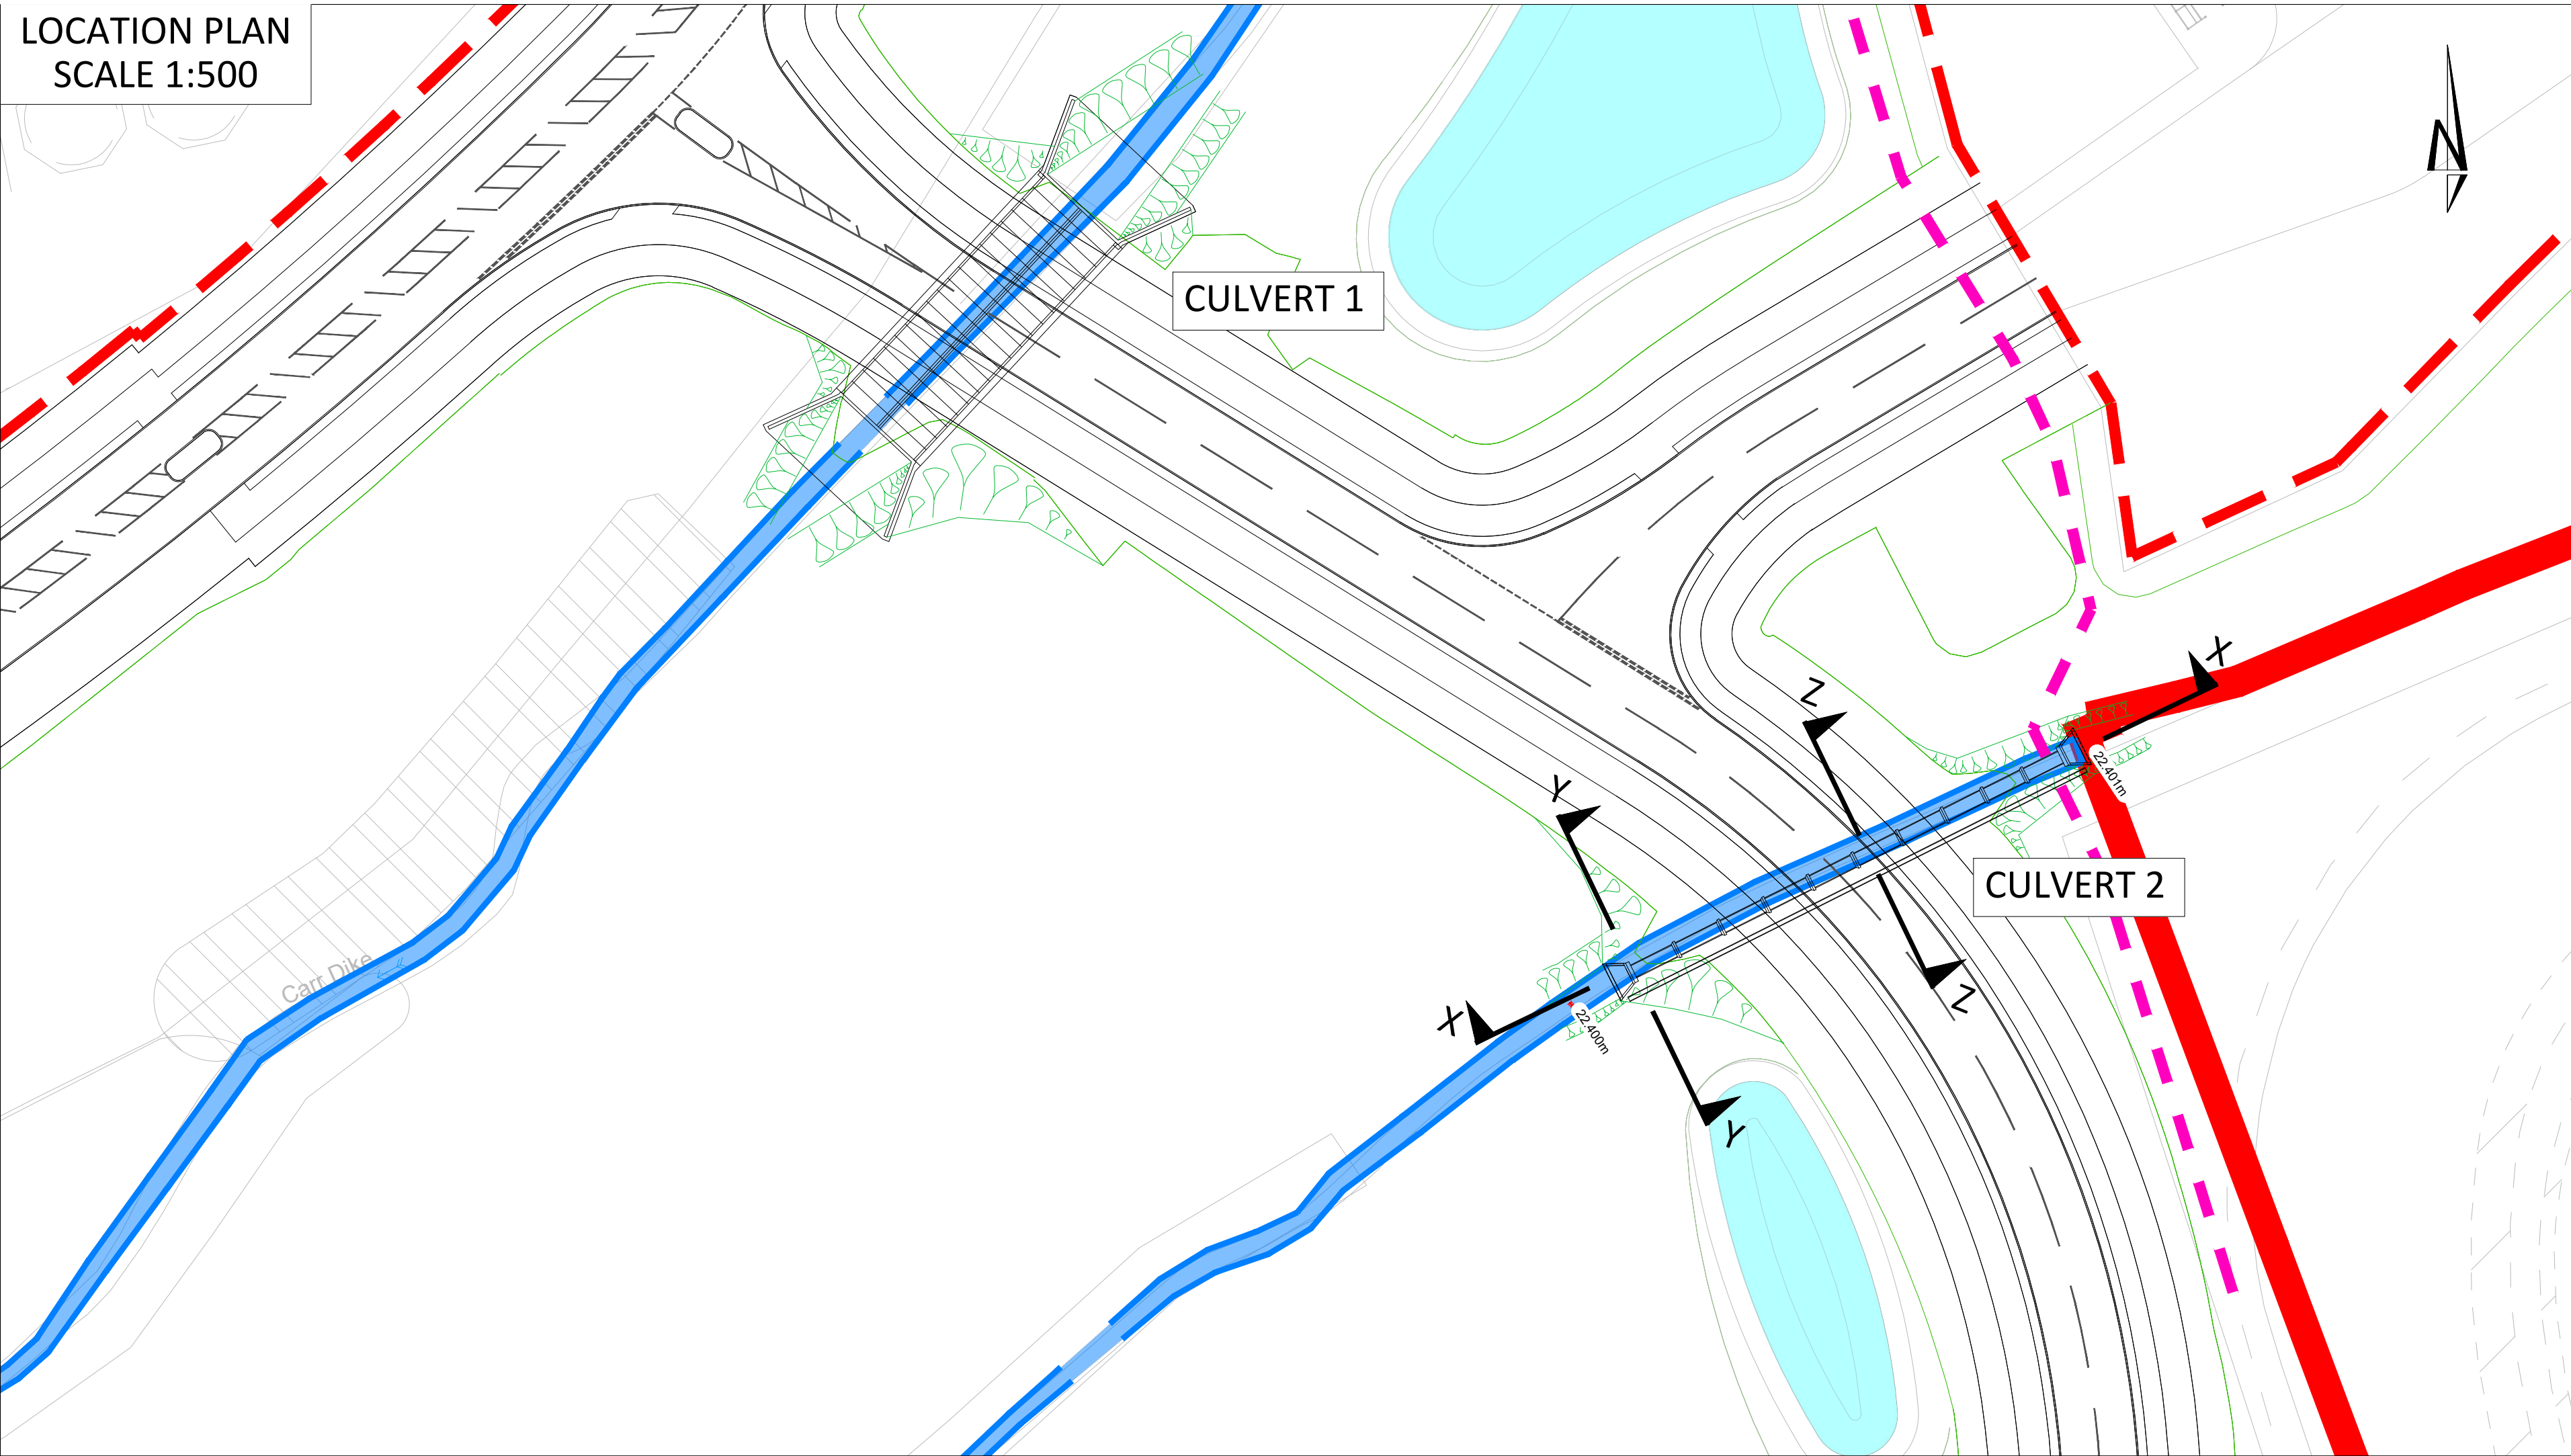 LOCATION PLAN
SCALE 1:500
N
CULVERT 1
X
Z
22.401m
Y
CULVERT 2
Carr Dike
Z
X
22.400m
Y